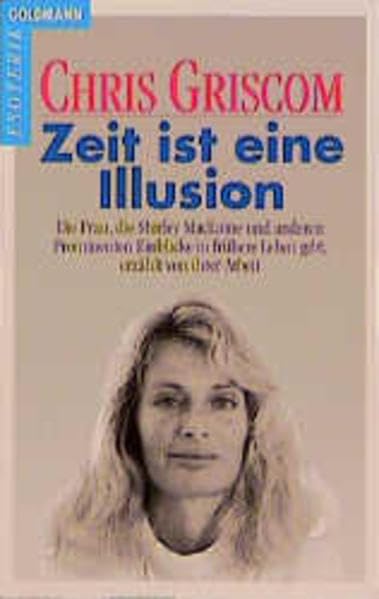 GOLDMANN
ESOTERIK
CHRIS GRISCOM
Zeit ist eine
Illusion
Die Frau, die Shirley MacLaine und anderen
Prominenten Einblicke in frühere Leben gibt,
erzählt von ihrer Arbeit